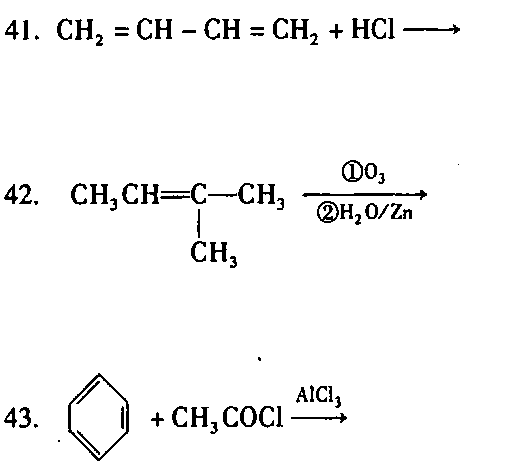 41. CH₂ = CH – CH = CH₂ + HCl ⟶
42. CH₃CH=C—CH₃ ①O₃ ②H₂O/Zn
CH₃
43. + CH₃COCl AlCl₃ ⟶